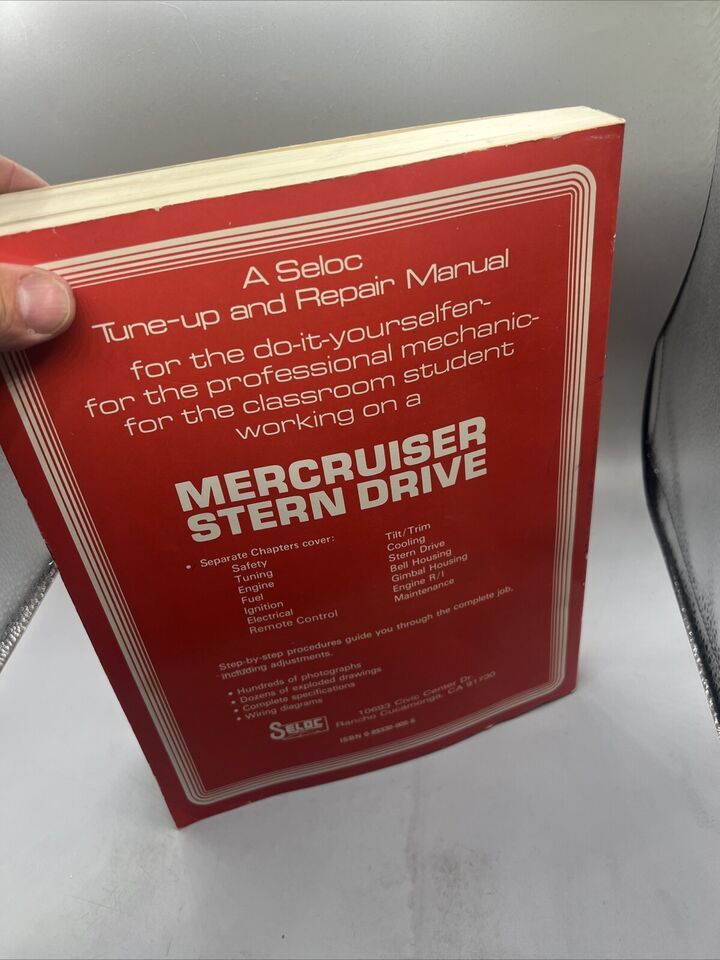 A Seloc
Tune-up and Repair Manual
for the do-it-yourselfer-
for the professional mechanic-
for the classroom student
working on a
MERCRUISER
STERN DRIVE
• Separate Chapters cover:
Safety
Tuning
Engine
Fuel
Ignition
Electrical
Remote Control
Tilt/Trim
Cooling
Stern Drive
Bell Housing
Gimbal Housing
Engine R/I
Maintenance
Step-by-step procedures guide you through the complete job,
including adjustments.
• Hundreds of photographs
• Dozens of exploded drawings
• Complete specifications
• Wiring diagrams
SELOC
10693 Civic Center Dr.
Rancho Cucamonga, CA 91730
ISBN